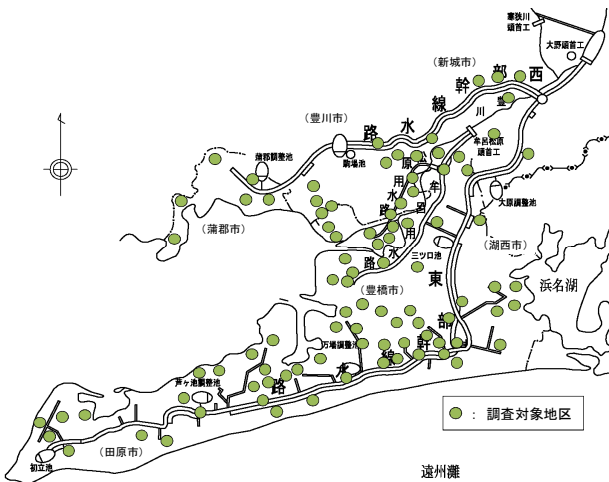 寒狭川
頭首工
大野頭首工
(新城市)
西部幹線水路
豊川
(豊川市)
牟呂松原
頭首工
駒場池
蒲郡調整池
松原用水路
牟呂用水路
大原調整池
(蒲郡市)
(湖西市)
三ツ口池
浜名湖
(豊橋市)
東部幹線水路
万場調整池
芦ヶ池調整池
: 調査対象地区
(田原市)
初立池
遠州灘